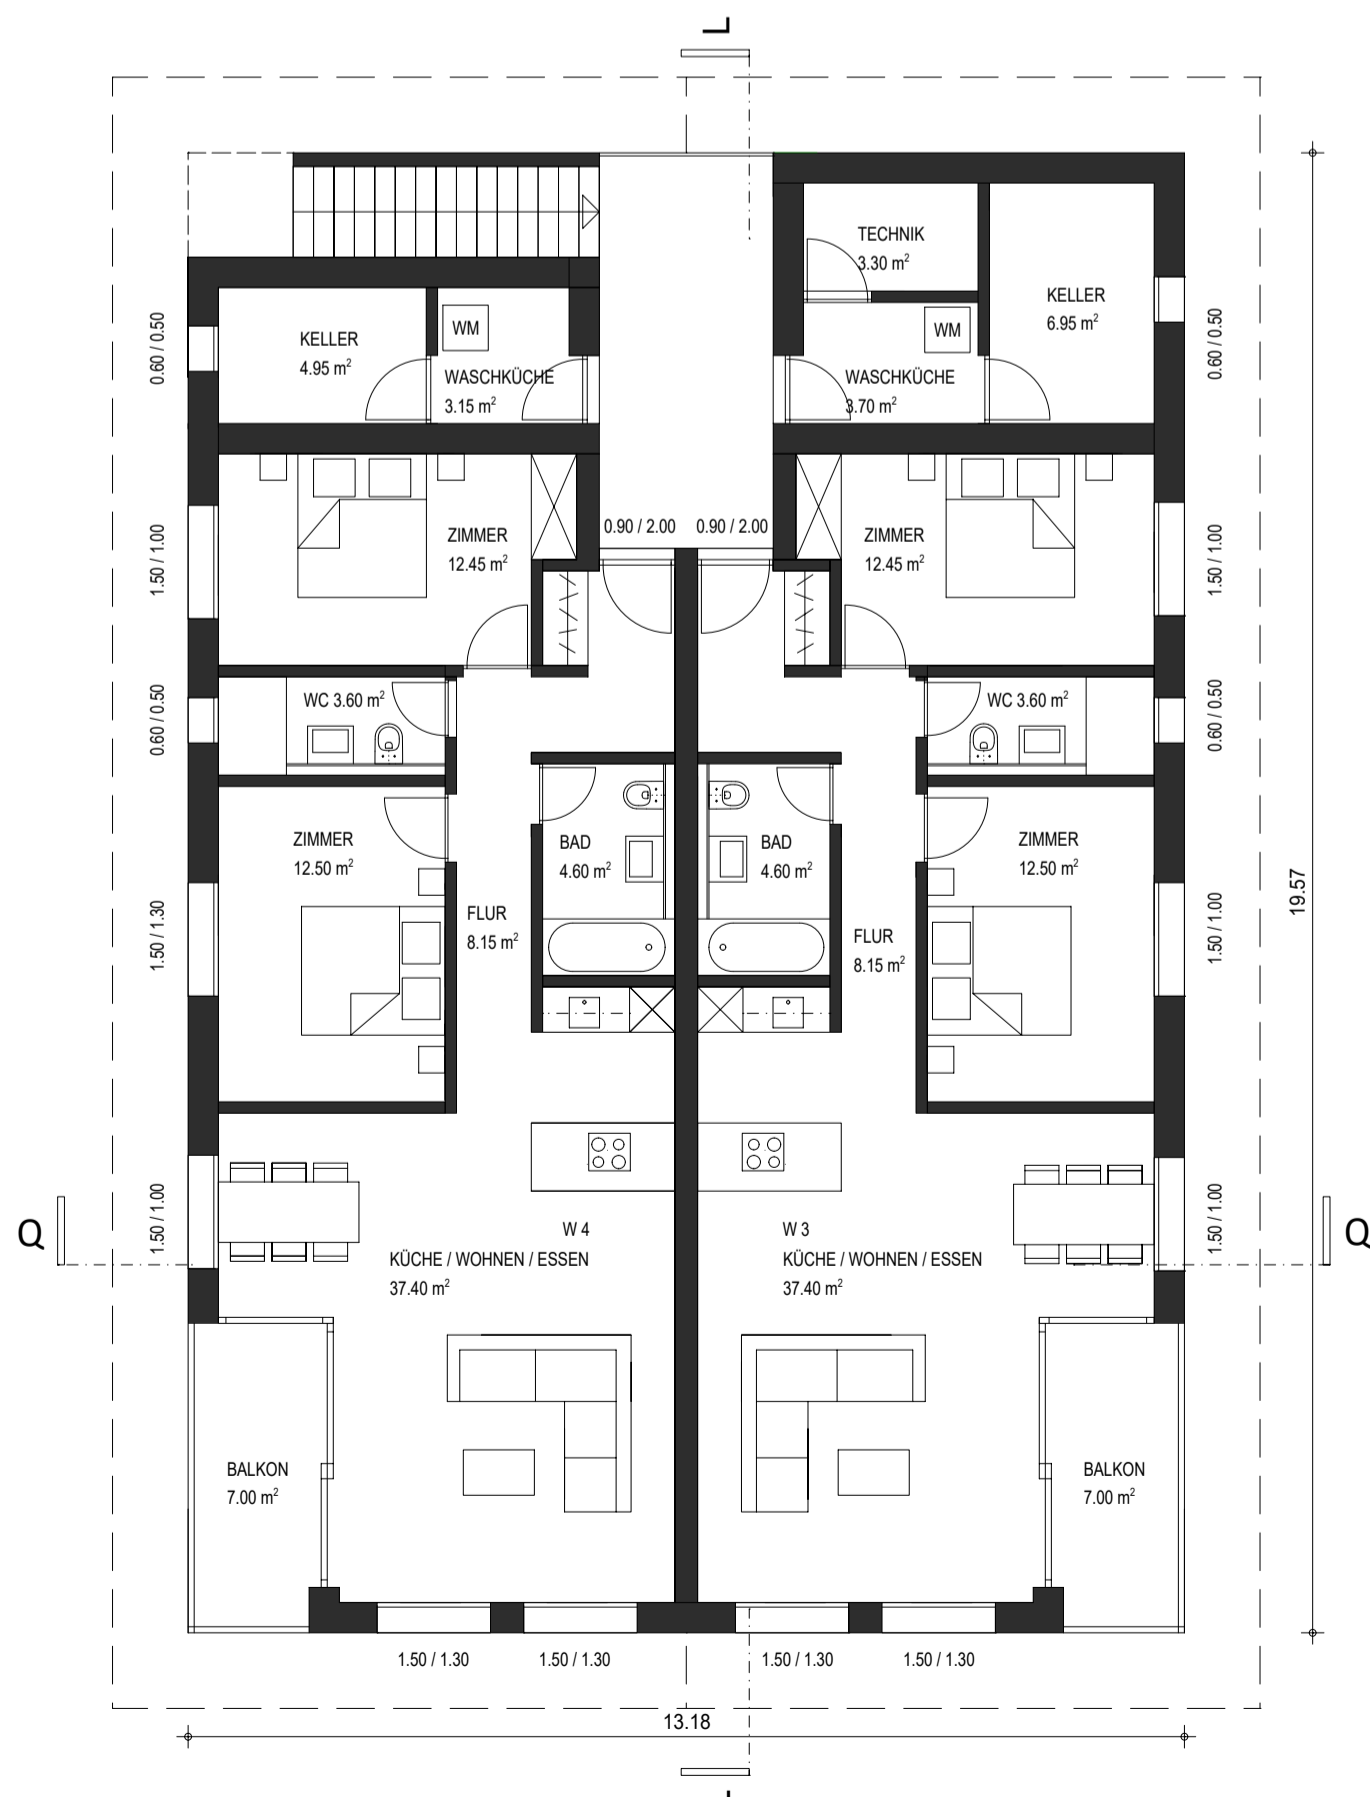 L
TECHNIK
3.30 m²
KELLER
6.95 m²
KELLER
4.95 m²
WM
WASCHKÜCHE
3.15 m²
WM
WASCHKÜCHE
3.70 m²
0.60 / 0.50
0.60 / 0.50
0.90 / 2.00
0.90 / 2.00
ZIMMER
12.45 m²
ZIMMER
12.45 m²
1.50 / 1.00
1.50 / 1.00
WC 3.60 m²
WC 3.60 m²
0.60 / 0.50
0.60 / 0.50
ZIMMER
12.50 m²
BAD
4.60 m²
BAD
4.60 m²
ZIMMER
12.50 m²
1.50 / 1.30
FLUR
8.15 m²
FLUR
8.15 m²
1.50 / 1.00
19.57
Q
1.50 / 1.00
W 4
KÜCHE / WOHNEN / ESSEN
37.40 m²
W 3
KÜCHE / WOHNEN / ESSEN
37.40 m²
1.50 / 1.00
Q
BALKON
7.00 m²
BALKON
7.00 m²
1.50 / 1.30
1.50 / 1.30
1.50 / 1.30
1.50 / 1.30
13.18